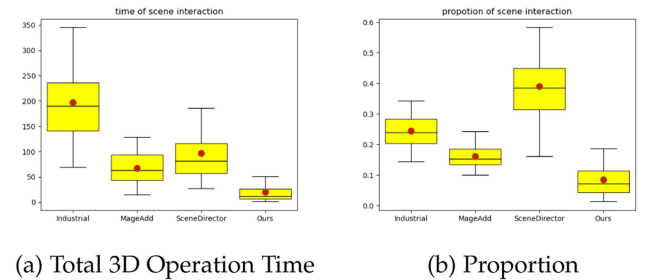 time of scene interaction
350
300
250
200
150
100
50
0
Industrial MageAdd SceneDirector Ours
(a) Total 3D Operation Time
propotion of scene interaction
0.6
0.5
0.4
0.3
0.2
0.1
0.0
Industrial MageAdd SceneDirector Ours
(b) Proportion